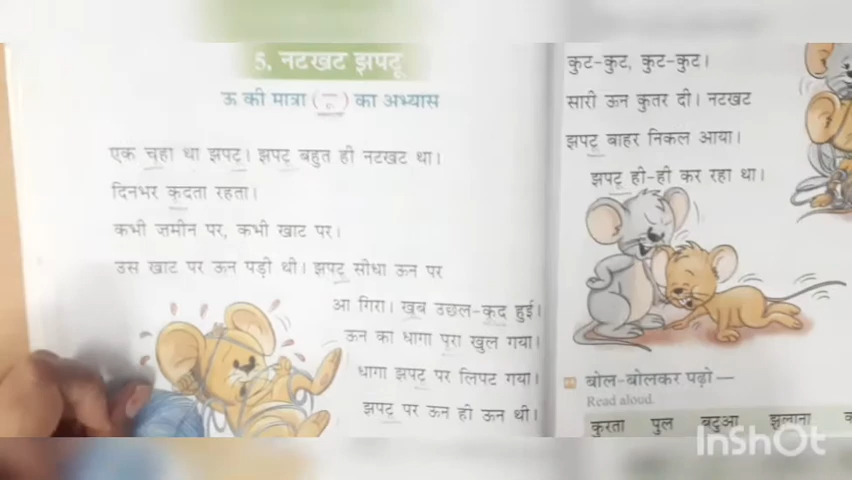 5. नटखट झपटू
ऊ की मात्रा ( ू ) का अभ्यास
एक चूहा था झपटू। झपटू बहुत ही नटखट था।
दिनभर कूदता रहता।
कभी ज़मीन पर, कभी खाट पर।
उस खाट पर ऊन पड़ी थी। झपटू सीधा ऊन पर
आ गिरा। खूब उछल-कूद हुई।
ऊन का धागा पूरा खुल गया।
धागा झपटू पर लिपट गया।
झपटू पर ऊन ही ऊन थी।
कुट-कुट, कुट-कुट।
सारी ऊन कुतर दी। नटखट
झपटू बाहर निकल आया।
झपटू ही-ही कर रहा था।
बोल-बोलकर पढ़ो —
Read aloud.
कुरता पुल बटुआ झुलाना
InShOt